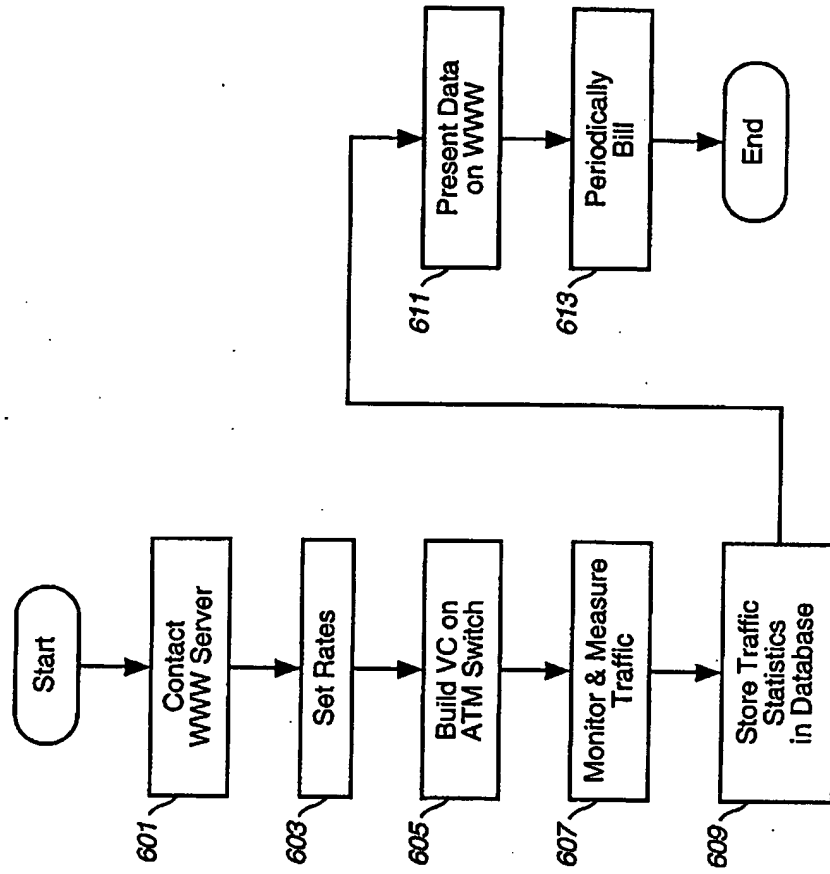 Start
Contact
WWW Server
601
Set Rates
603
Build VC on
ATM Switch
605
Monitor & Measure
Traffic
607
Store Traffic
Statistics
in Database
609
Present Data
on WWW
611
Periodically
Bill
613
End